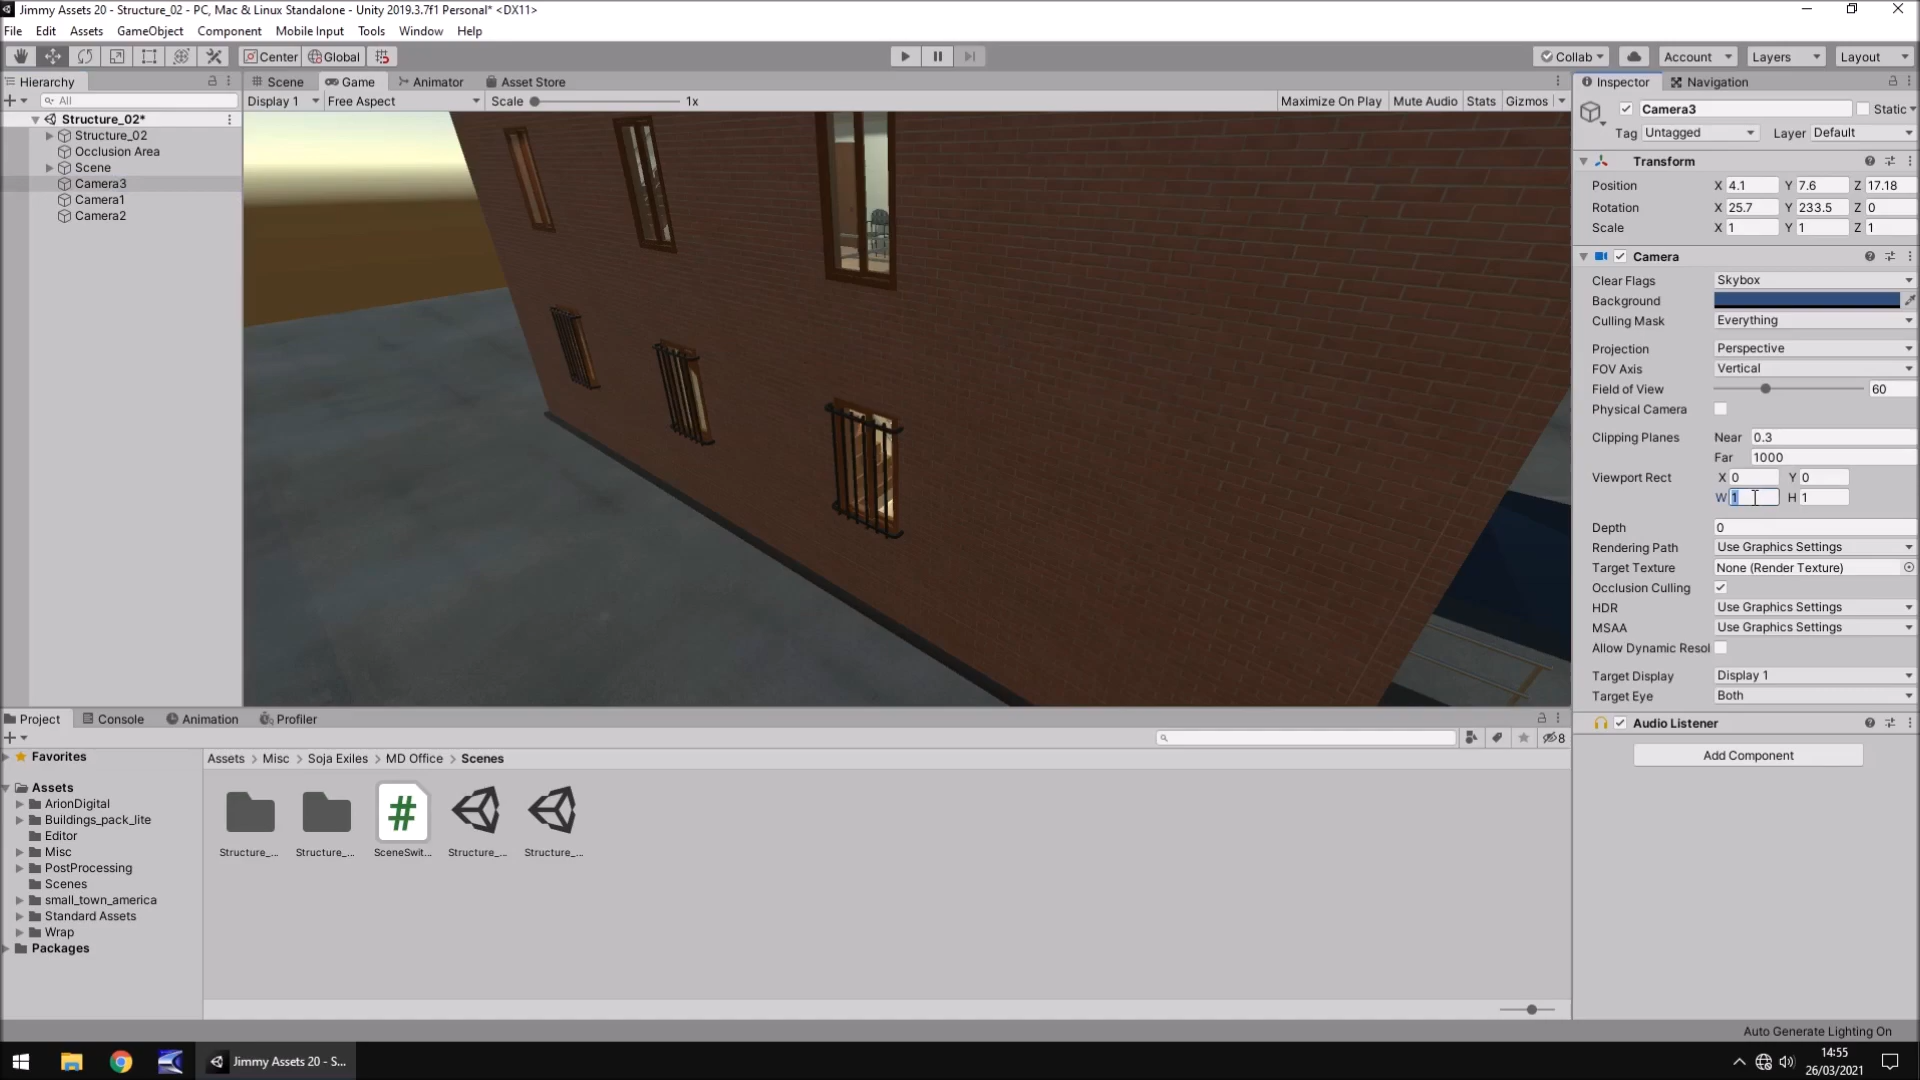 Jimmy Assets 20 - Structure_02 - PC, Mac & Linux Standalone - Unity 2019.3.7f1 Personal* <DX11>
File Edit Assets GameObject Component Mobile Input Tools Window Help
Center Global Collab Account Layers Layout
Hierarchy
All
Structure_02*
Structure_02
Occlusion Area
Scene
Camera3
Camera1
Camera2
Scene Game Animator Asset Store
Display 1 Free Aspect Scale 1x Maximize On Play Mute Audio Stats Gizmos
Inspector Navigation
Camera3 Static
Tag Untagged Layer Default
Transform
Position X 4.1 Y 7.6 Z 17.18
Rotation X 25.7 Y 233.5 Z 0
Scale X 1 Y 1 Z 1
Camera
Clear Flags Skybox
Background
Culling Mask Everything
Projection Perspective
FOV Axis Vertical
Field of View 60
Physical Camera
Clipping Planes Near 0.3
Far 1000
Viewport Rect X 0 Y 0
W 1 H 1
Depth 0
Rendering Path Use Graphics Settings
Target Texture None (Render Texture)
Occlusion Culling
HDR Use Graphics Settings
MSAA Use Graphics Settings
Allow Dynamic Resol
Target Display Display 1
Target Eye Both
Audio Listener
Add Component
Project Console Animation Profiler
8
Favorites
Assets
ArionDigital
Buildings_pack_lite
Editor
Misc
PostProcessing
Scenes
small_town_america
Standard Assets
Wrap
Packages
Assets > Misc > Soja Exiles > MD Office > Scenes
Structure_... Structure_... SceneSwit... Structure_... Structure_...
Auto Generate Lighting On
Jimmy Assets 20 - S...
14:55
26/03/2021